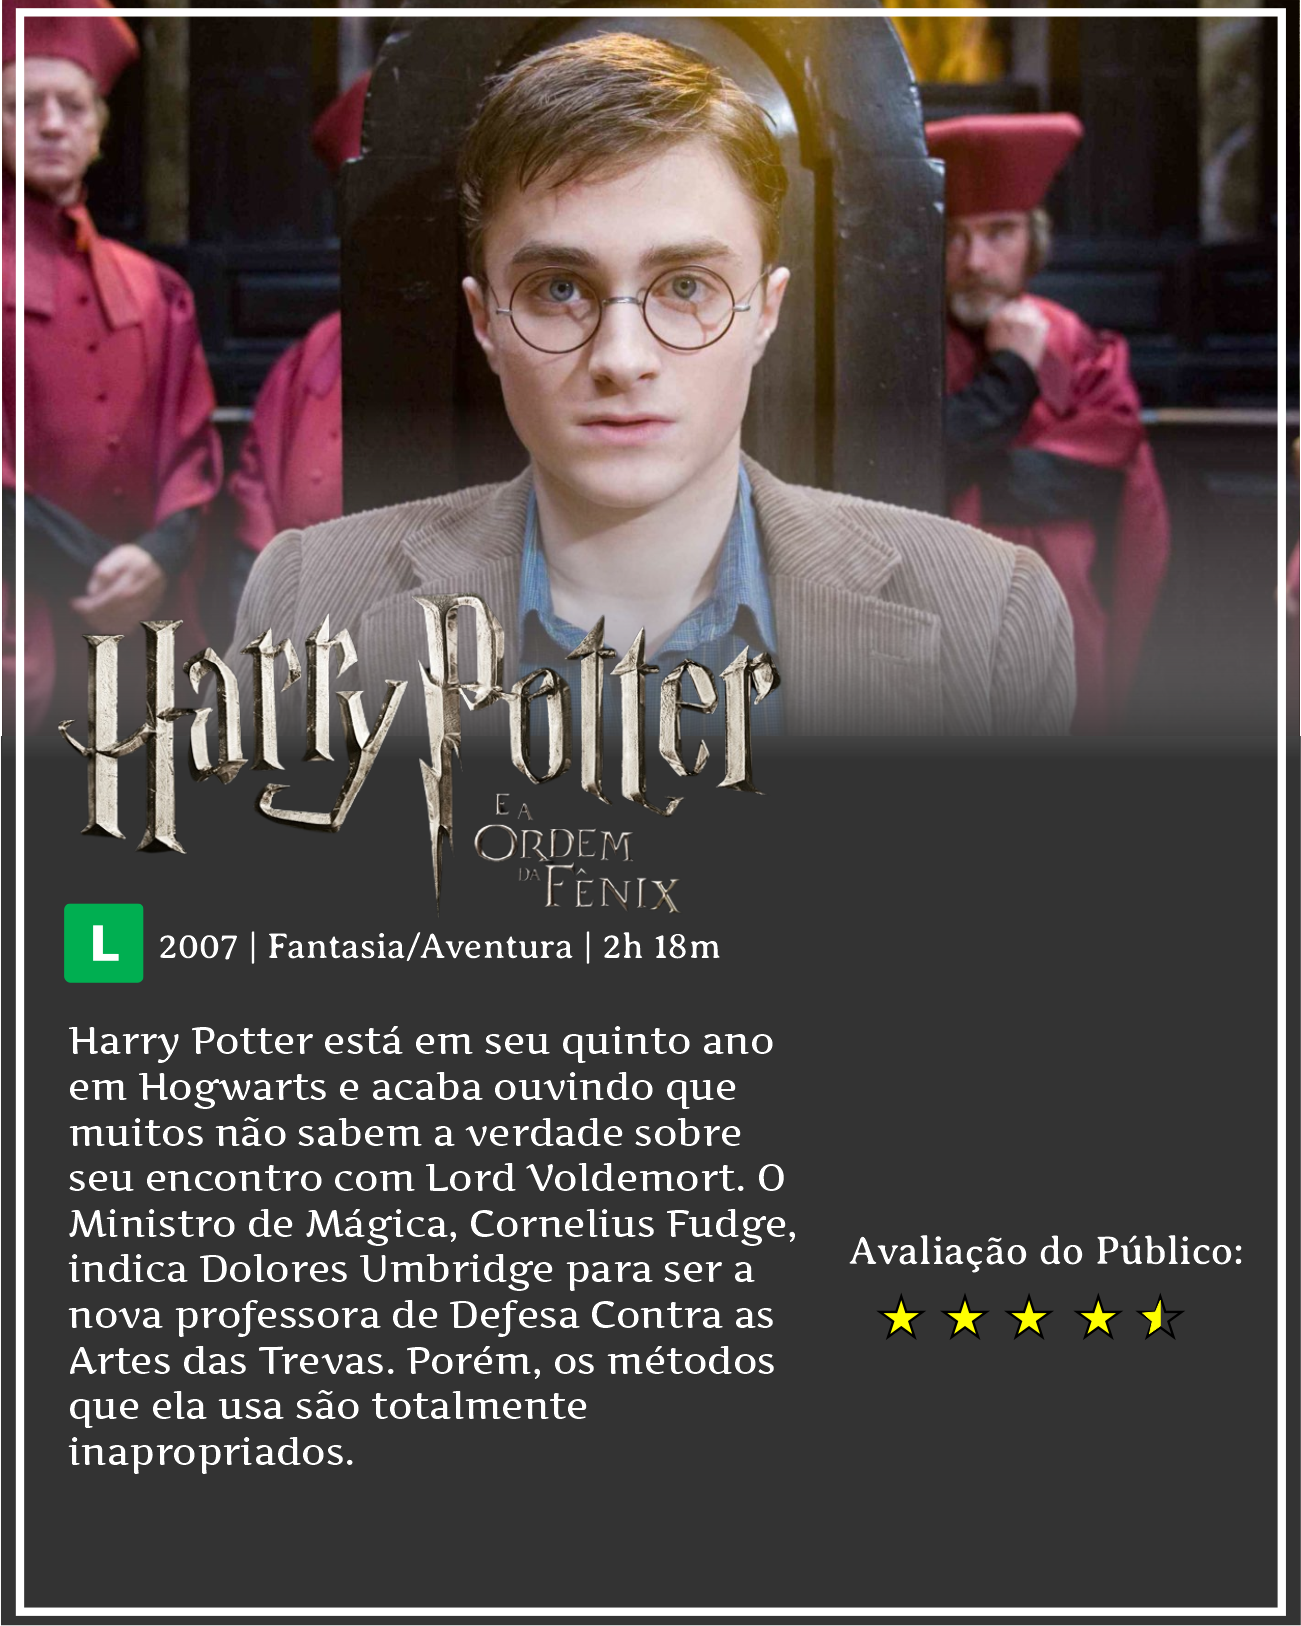 Harry Potter
E A
ORDEM
DA FÊNIX
L 2007 | Fantasia/Aventura | 2h 18m
Harry Potter está em seu quinto ano
em Hogwarts e acaba ouvindo que
muitos não sabem a verdade sobre
seu encontro com Lord Voldemort. O
Ministro de Mágica, Cornelius Fudge,
indica Dolores Umbridge para ser a
nova professora de Defesa Contra as
Artes das Trevas. Porém, os métodos
que ela usa são totalmente
inapropriados.
Avaliação do Público: